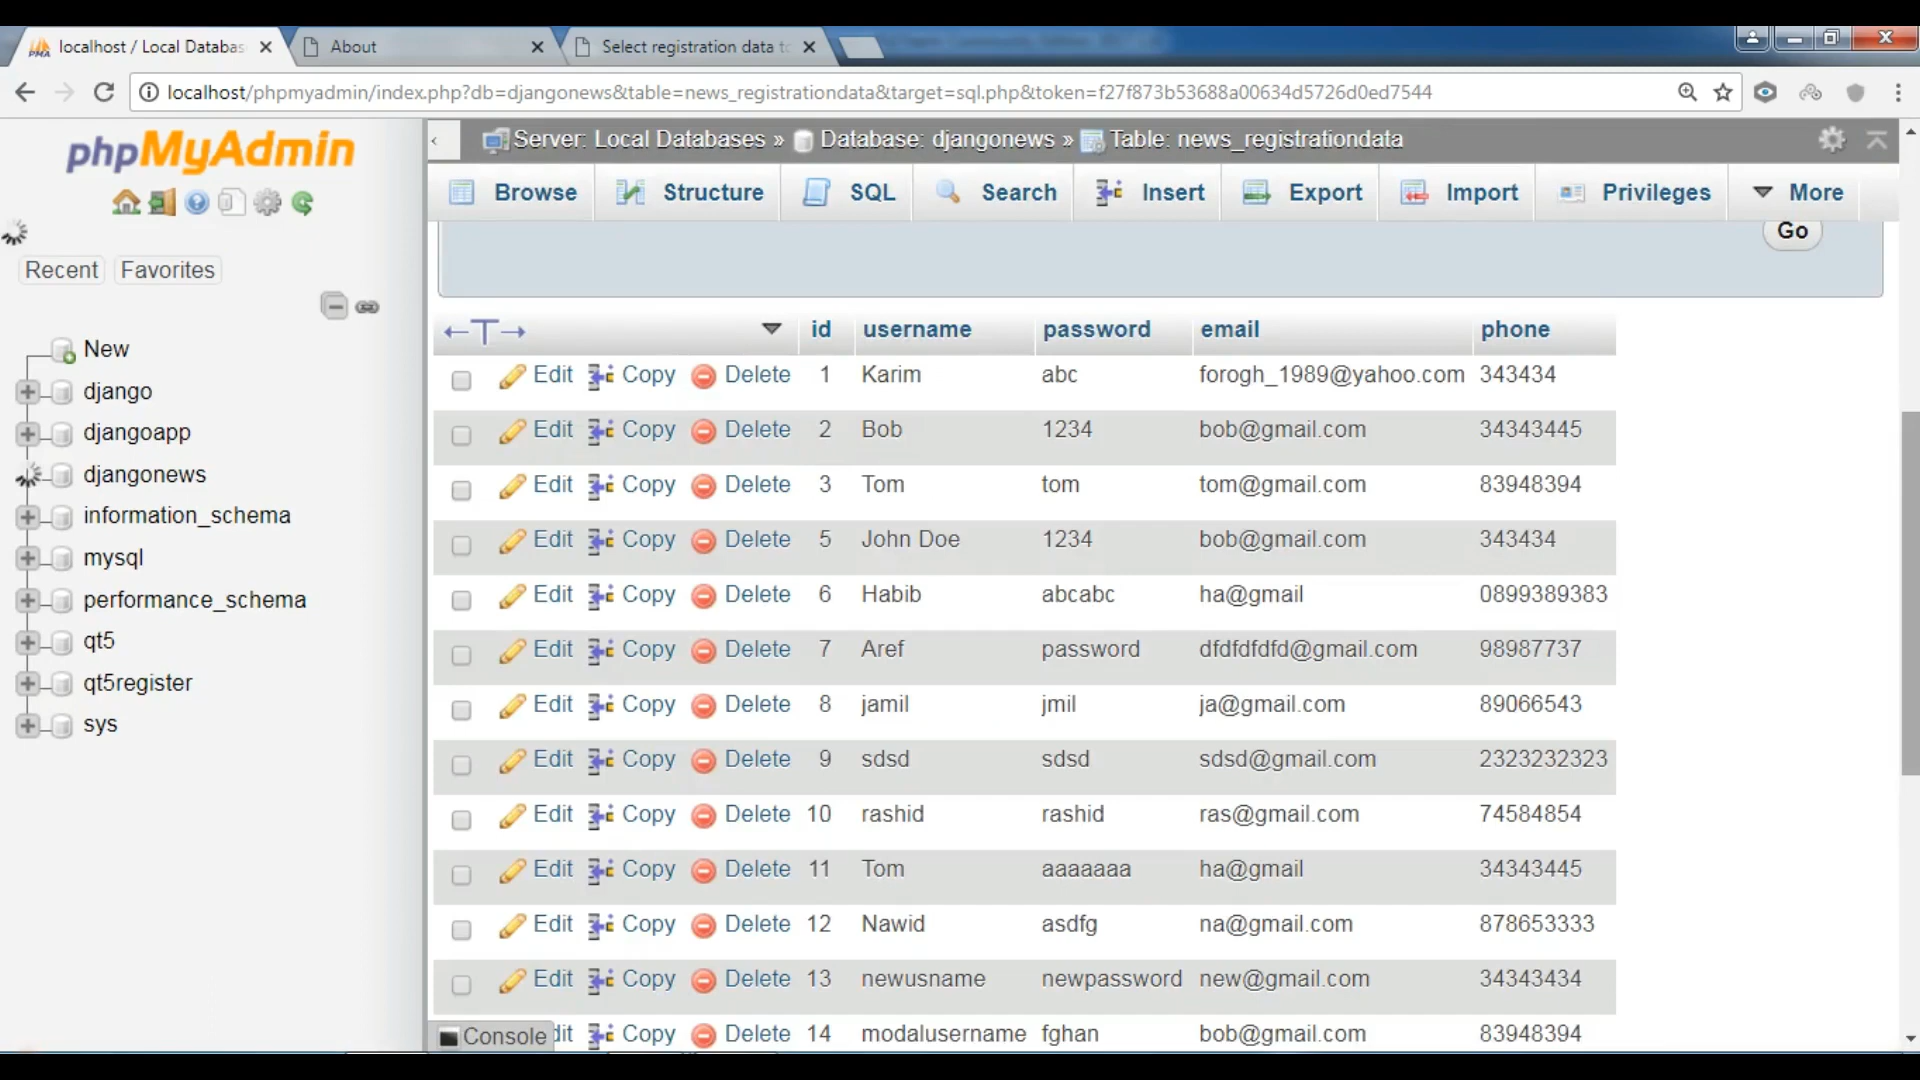 localhost / Local Databas
About
Select registration data to
localhost/phpmyadmin/index.php?db=djangonews&table=news_registrationdata&target=sql.php&token=f27f873b53688a00634d5726d0ed7544
phpMyAdmin
Recent Favorites
New
django
djangoapp
djangonews
information_schema
mysql
performance_schema
qt5
qt5register
sys
Server: Local Databases » Database: djangonews » Table: news_registrationdata
Browse Structure SQL Search Insert Export Import Privileges More
Go
id username password email phone
Edit Copy Delete 1 Karim abc forogh_1989@yahoo.com 343434
Edit Copy Delete 2 Bob 1234 bob@gmail.com 34343445
Edit Copy Delete 3 Tom tom tom@gmail.com 83948394
Edit Copy Delete 5 John Doe 1234 bob@gmail.com 343434
Edit Copy Delete 6 Habib abcabc ha@gmail 0899389383
Edit Copy Delete 7 Aref password dfdfdfdfd@gmail.com 98987737
Edit Copy Delete 8 jamil jmil ja@gmail.com 89066543
Edit Copy Delete 9 sdsd sdsd sdsd@gmail.com 2323232323
Edit Copy Delete 10 rashid rashid ras@gmail.com 74584854
Edit Copy Delete 11 Tom aaaaaaa ha@gmail 34343445
Edit Copy Delete 12 Nawid asdfg na@gmail.com 878653333
Edit Copy Delete 13 newusname newpassword new@gmail.com 34343434
Console dit Copy Delete 14 modalusername fghan bob@gmail.com 83948394